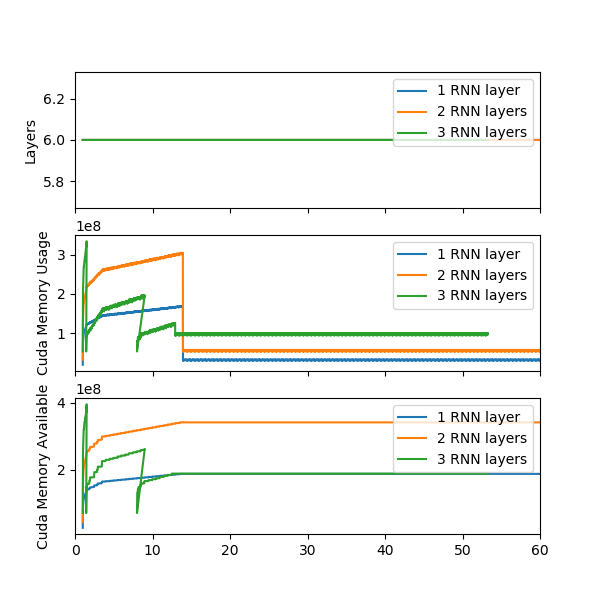 Layers
6.2
6.0
5.8
1 RNN layer
2 RNN layers
3 RNN layers
1e8
Cuda Memory Usage
3
2
1
1 RNN layer
2 RNN layers
3 RNN layers
1e8
Cuda Memory Available
4
2
1 RNN layer
2 RNN layers
3 RNN layers
0 10 20 30 40 50 60